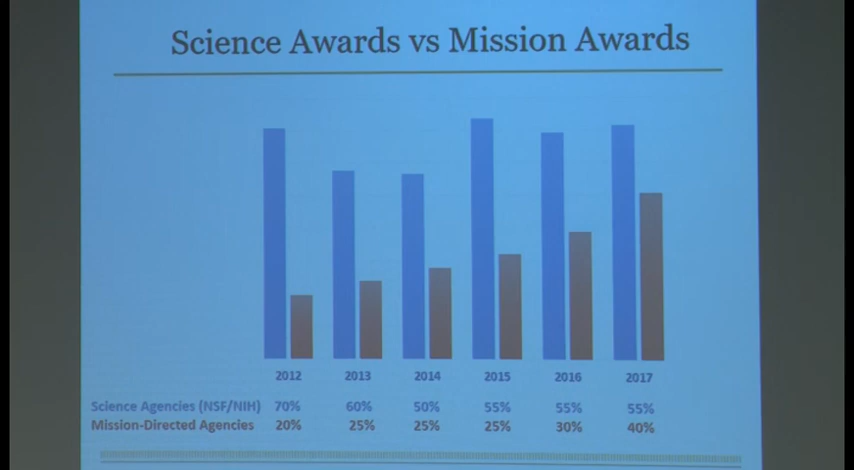 Science Awards vs Mission Awards
2012 2013 2014 2015 2016 2017
Science Agencies (NSF/NIH) 70% 60% 50% 55% 55% 55%
Mission-Directed Agencies 20% 25% 25% 25% 30% 40%